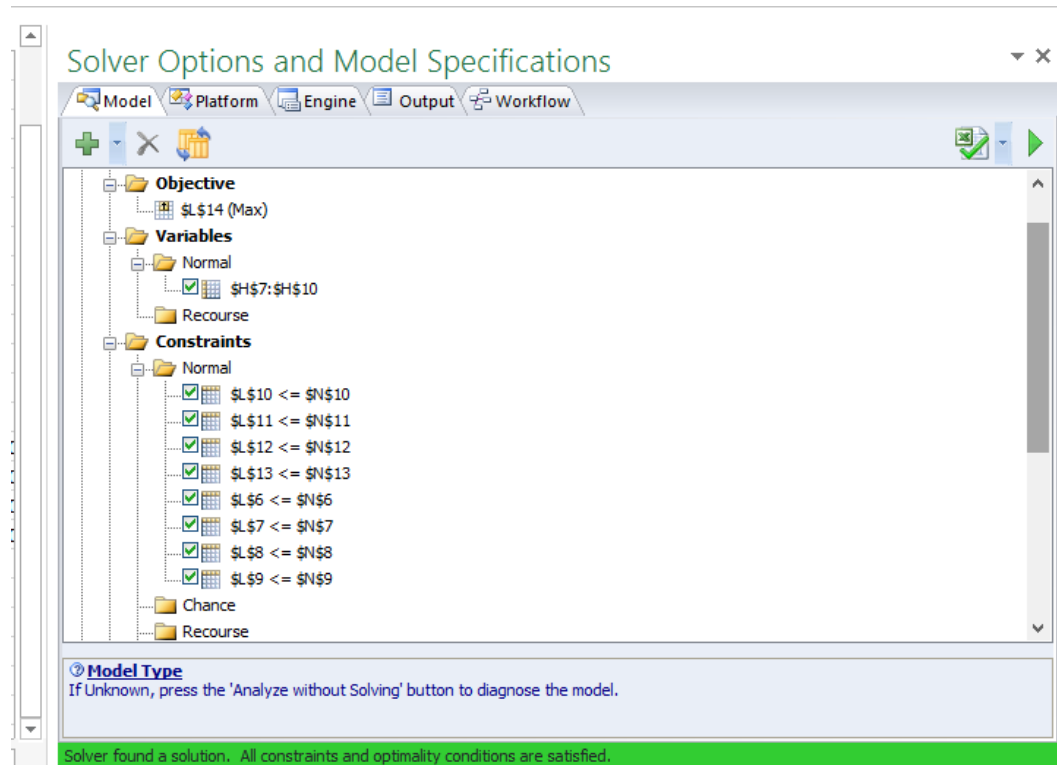 Solver Options and Model Specifications
Model Platform Engine Output Workflow
Objective
$L$14 (Max)
Variables
Normal
$H$7:$H$10
Recourse
Constraints
Normal
$L$10 <= $N$10
$L$11 <= $N$11
$L$12 <= $N$12
$L$13 <= $N$13
$L$6 <= $N$6
$L$7 <= $N$7
$L$8 <= $N$8
$L$9 <= $N$9
Chance
Recourse
Model Type
If Unknown, press the 'Analyze without Solving' button to diagnose the model.
Solver found a solution. All constraints and optimality conditions are satisfied.